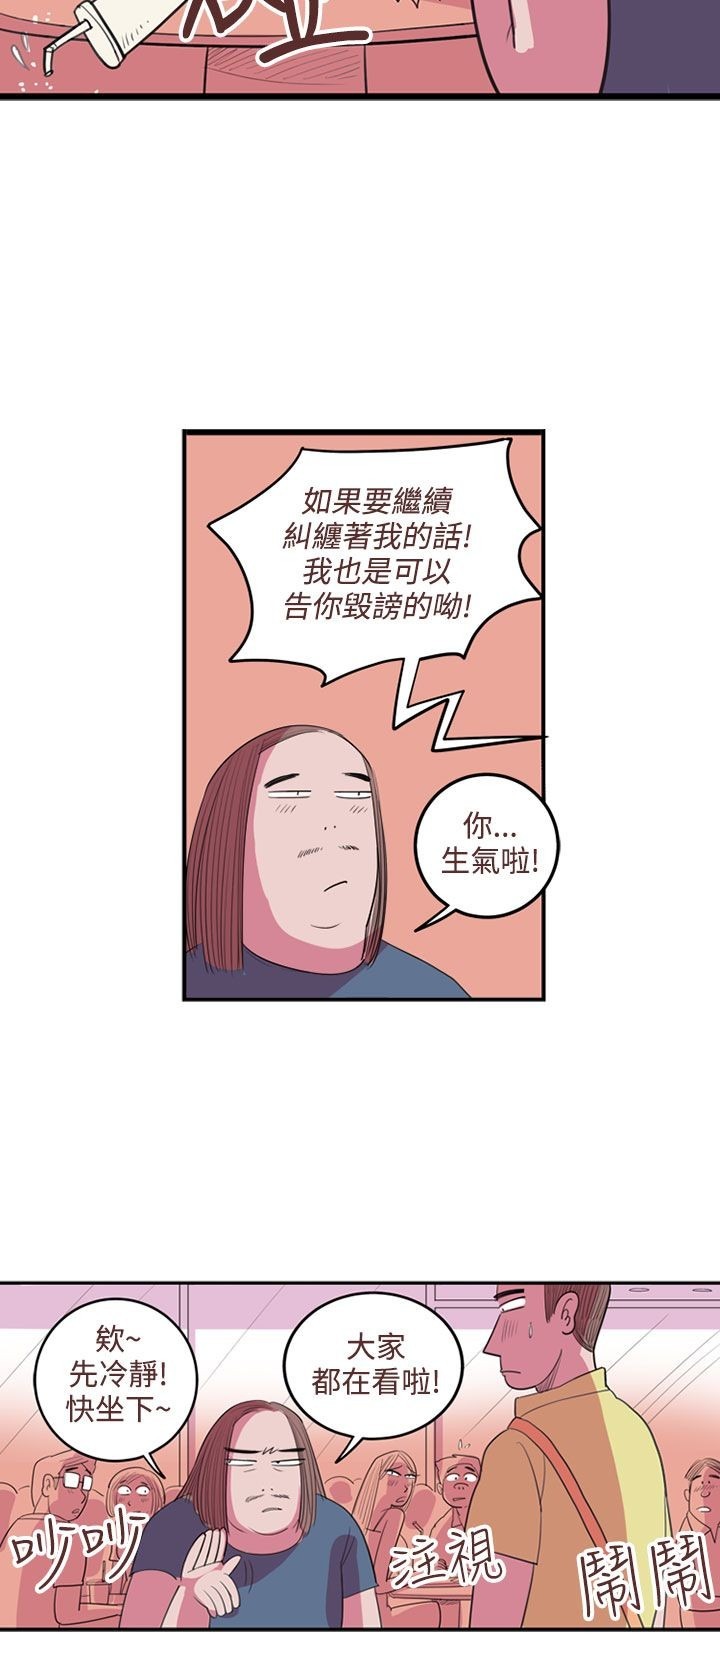 碰
如果要繼續
糾纏著我的話!
我也是可以
告你毀謗的呦!
你...
生氣啦!
欸~
先冷靜!
快坐下~
大家
都在看啦!
吵吵
注視
鬧鬧